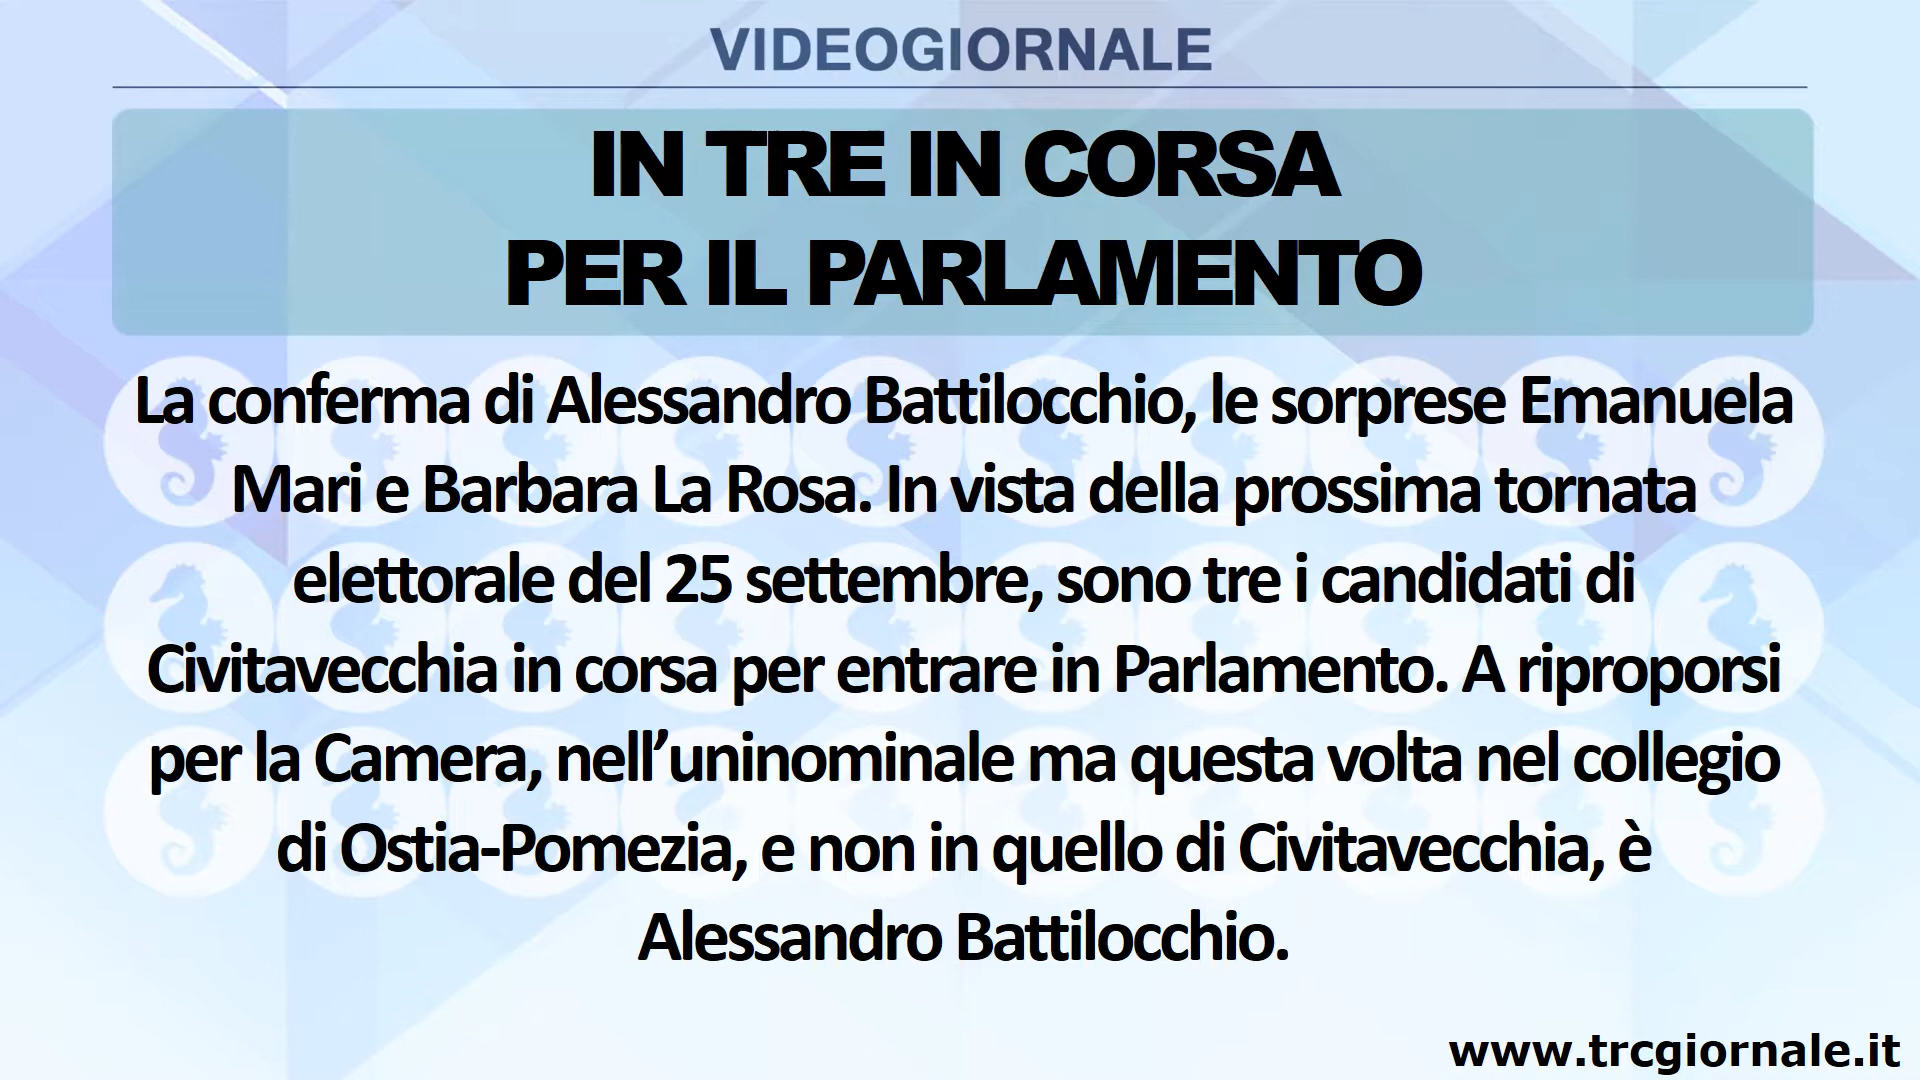 VIDEOGIORNALE
IN TRE IN CORSA
PER IL PARLAMENTO
La conferma di Alessandro Battilocchio, le sorprese Emanuela
Mari e Barbara La Rosa. In vista della prossima tornata
elettorale del 25 settembre, sono tre i candidati di
Civitavecchia in corsa per entrare in Parlamento. A riproporsi
per la Camera, nell’uninominale ma questa volta nel collegio
di Ostia-Pomezia, e non in quello di Civitavecchia, è
Alessandro Battilocchio.
www.trcgiornale.it